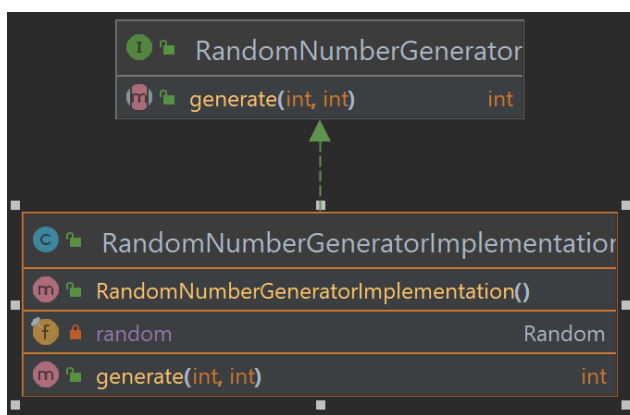 I RandomNumberGenerator
m generate(int, int) int
C RandomNumberGeneratorImplementation
m RandomNumberGeneratorImplementation()
f random Random
m generate(int, int) int